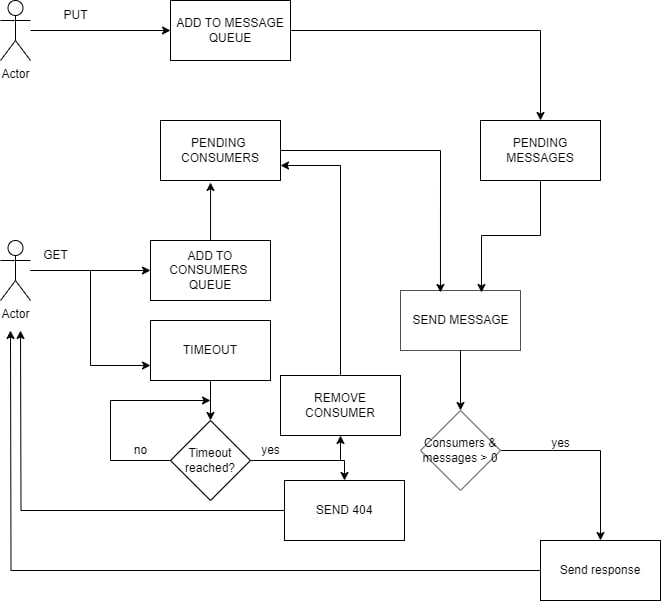 PUT
ADD TO MESSAGE
QUEUE
Actor
PENDING
CONSUMERS
PENDING
MESSAGES
GET
ADD TO
CONSUMERS
QUEUE
Actor
SEND MESSAGE
TIMEOUT
REMOVE
CONSUMER
no
Timeout
reached?
yes
Consumers &
messages > 0
yes
SEND 404
Send response